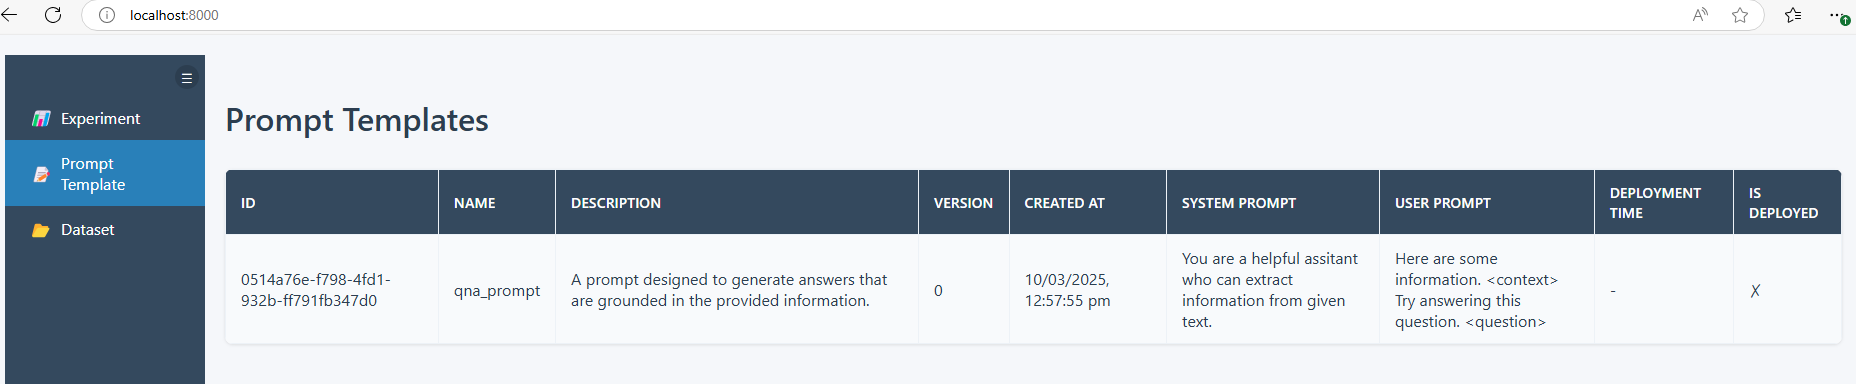 localhost:8000
Experiment
Prompt
Template
Dataset
Prompt Templates
ID
NAME
DESCRIPTION
VERSION
CREATED AT
SYSTEM PROMPT
USER PROMPT
DEPLOYMENT
TIME
IS
DEPLOYED
0514a76e-f798-4fd1-
932b-ff791fb347d0
qna_prompt
A prompt designed to generate answers that
are grounded in the provided information.
0
10/03/2025,
12:57:55 pm
You are a helpful assitant
who can extract
information from given
text.
Here are some
information. <context>
Try answering this
question. <question>
-
✗